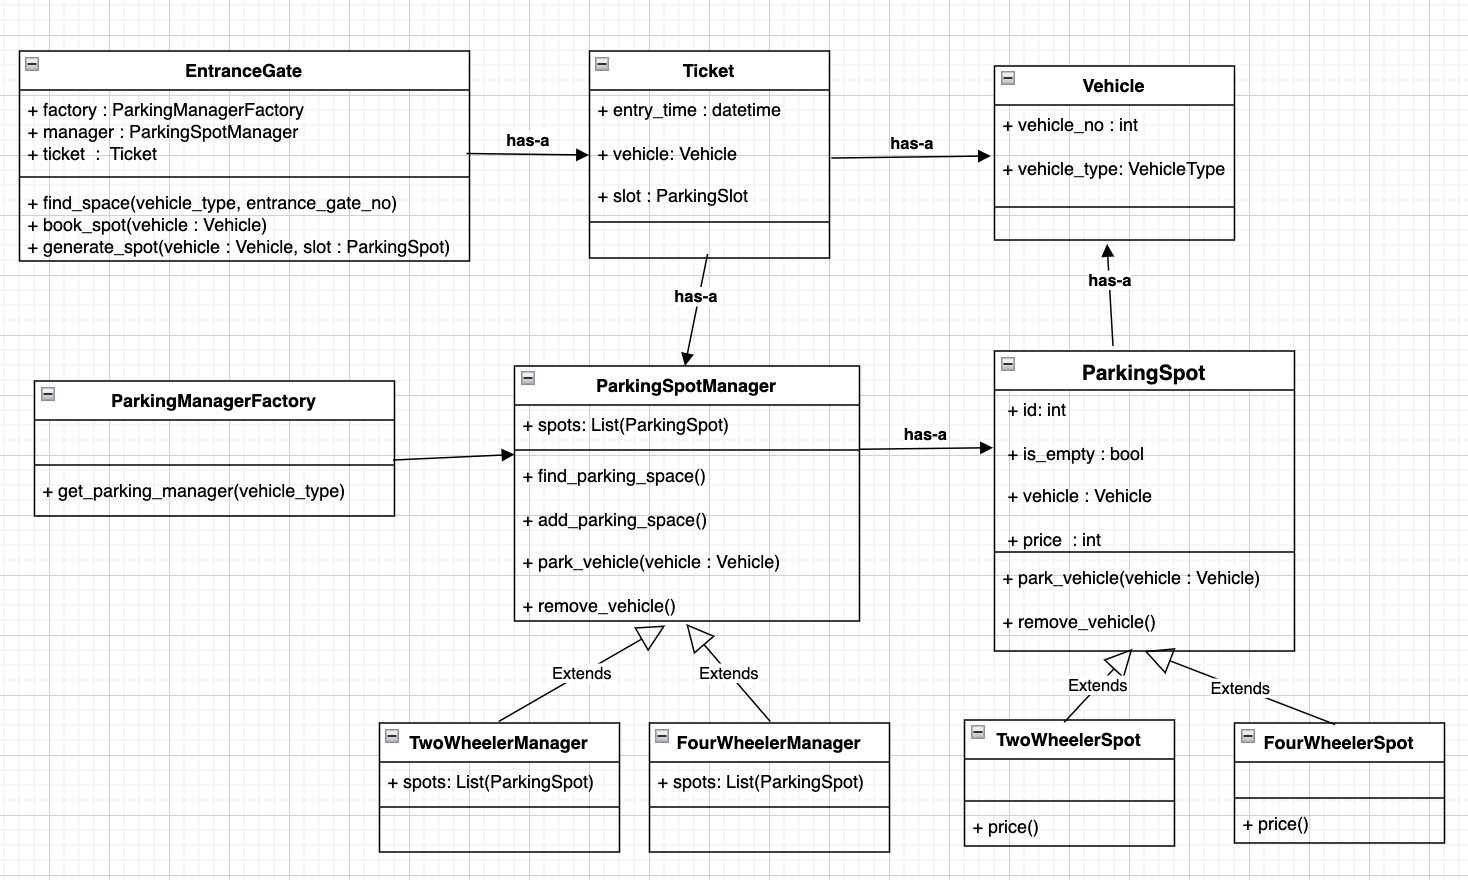 EntranceGate
+ factory : ParkingManagerFactory
+ manager : ParkingSpotManager
+ ticket : Ticket
+ find_space(vehicle_type, entrance_gate_no)
+ book_spot(vehicle : Vehicle)
+ generate_spot(vehicle : Vehicle, slot : ParkingSpot)
has-a
Ticket
+ entry_time : datetime
+ vehicle: Vehicle
+ slot : ParkingSlot
has-a
Vehicle
+ vehicle_no : int
+ vehicle_type: VehicleType
has-a
has-a
ParkingManagerFactory
+ get_parking_manager(vehicle_type)
ParkingSpotManager
+ spots: List(ParkingSpot)
+ find_parking_space()
+ add_parking_space()
+ park_vehicle(vehicle : Vehicle)
+ remove_vehicle()
has-a
ParkingSpot
+ id: int
+ is_empty : bool
+ vehicle : Vehicle
+ price : int
+ park_vehicle(vehicle : Vehicle)
+ remove_vehicle()
Extends
Extends
Extends
Extends
TwoWheelerManager
+ spots: List(ParkingSpot)
FourWheelerManager
+ spots: List(ParkingSpot)
TwoWheelerSpot
+ price()
FourWheelerSpot
+ price()